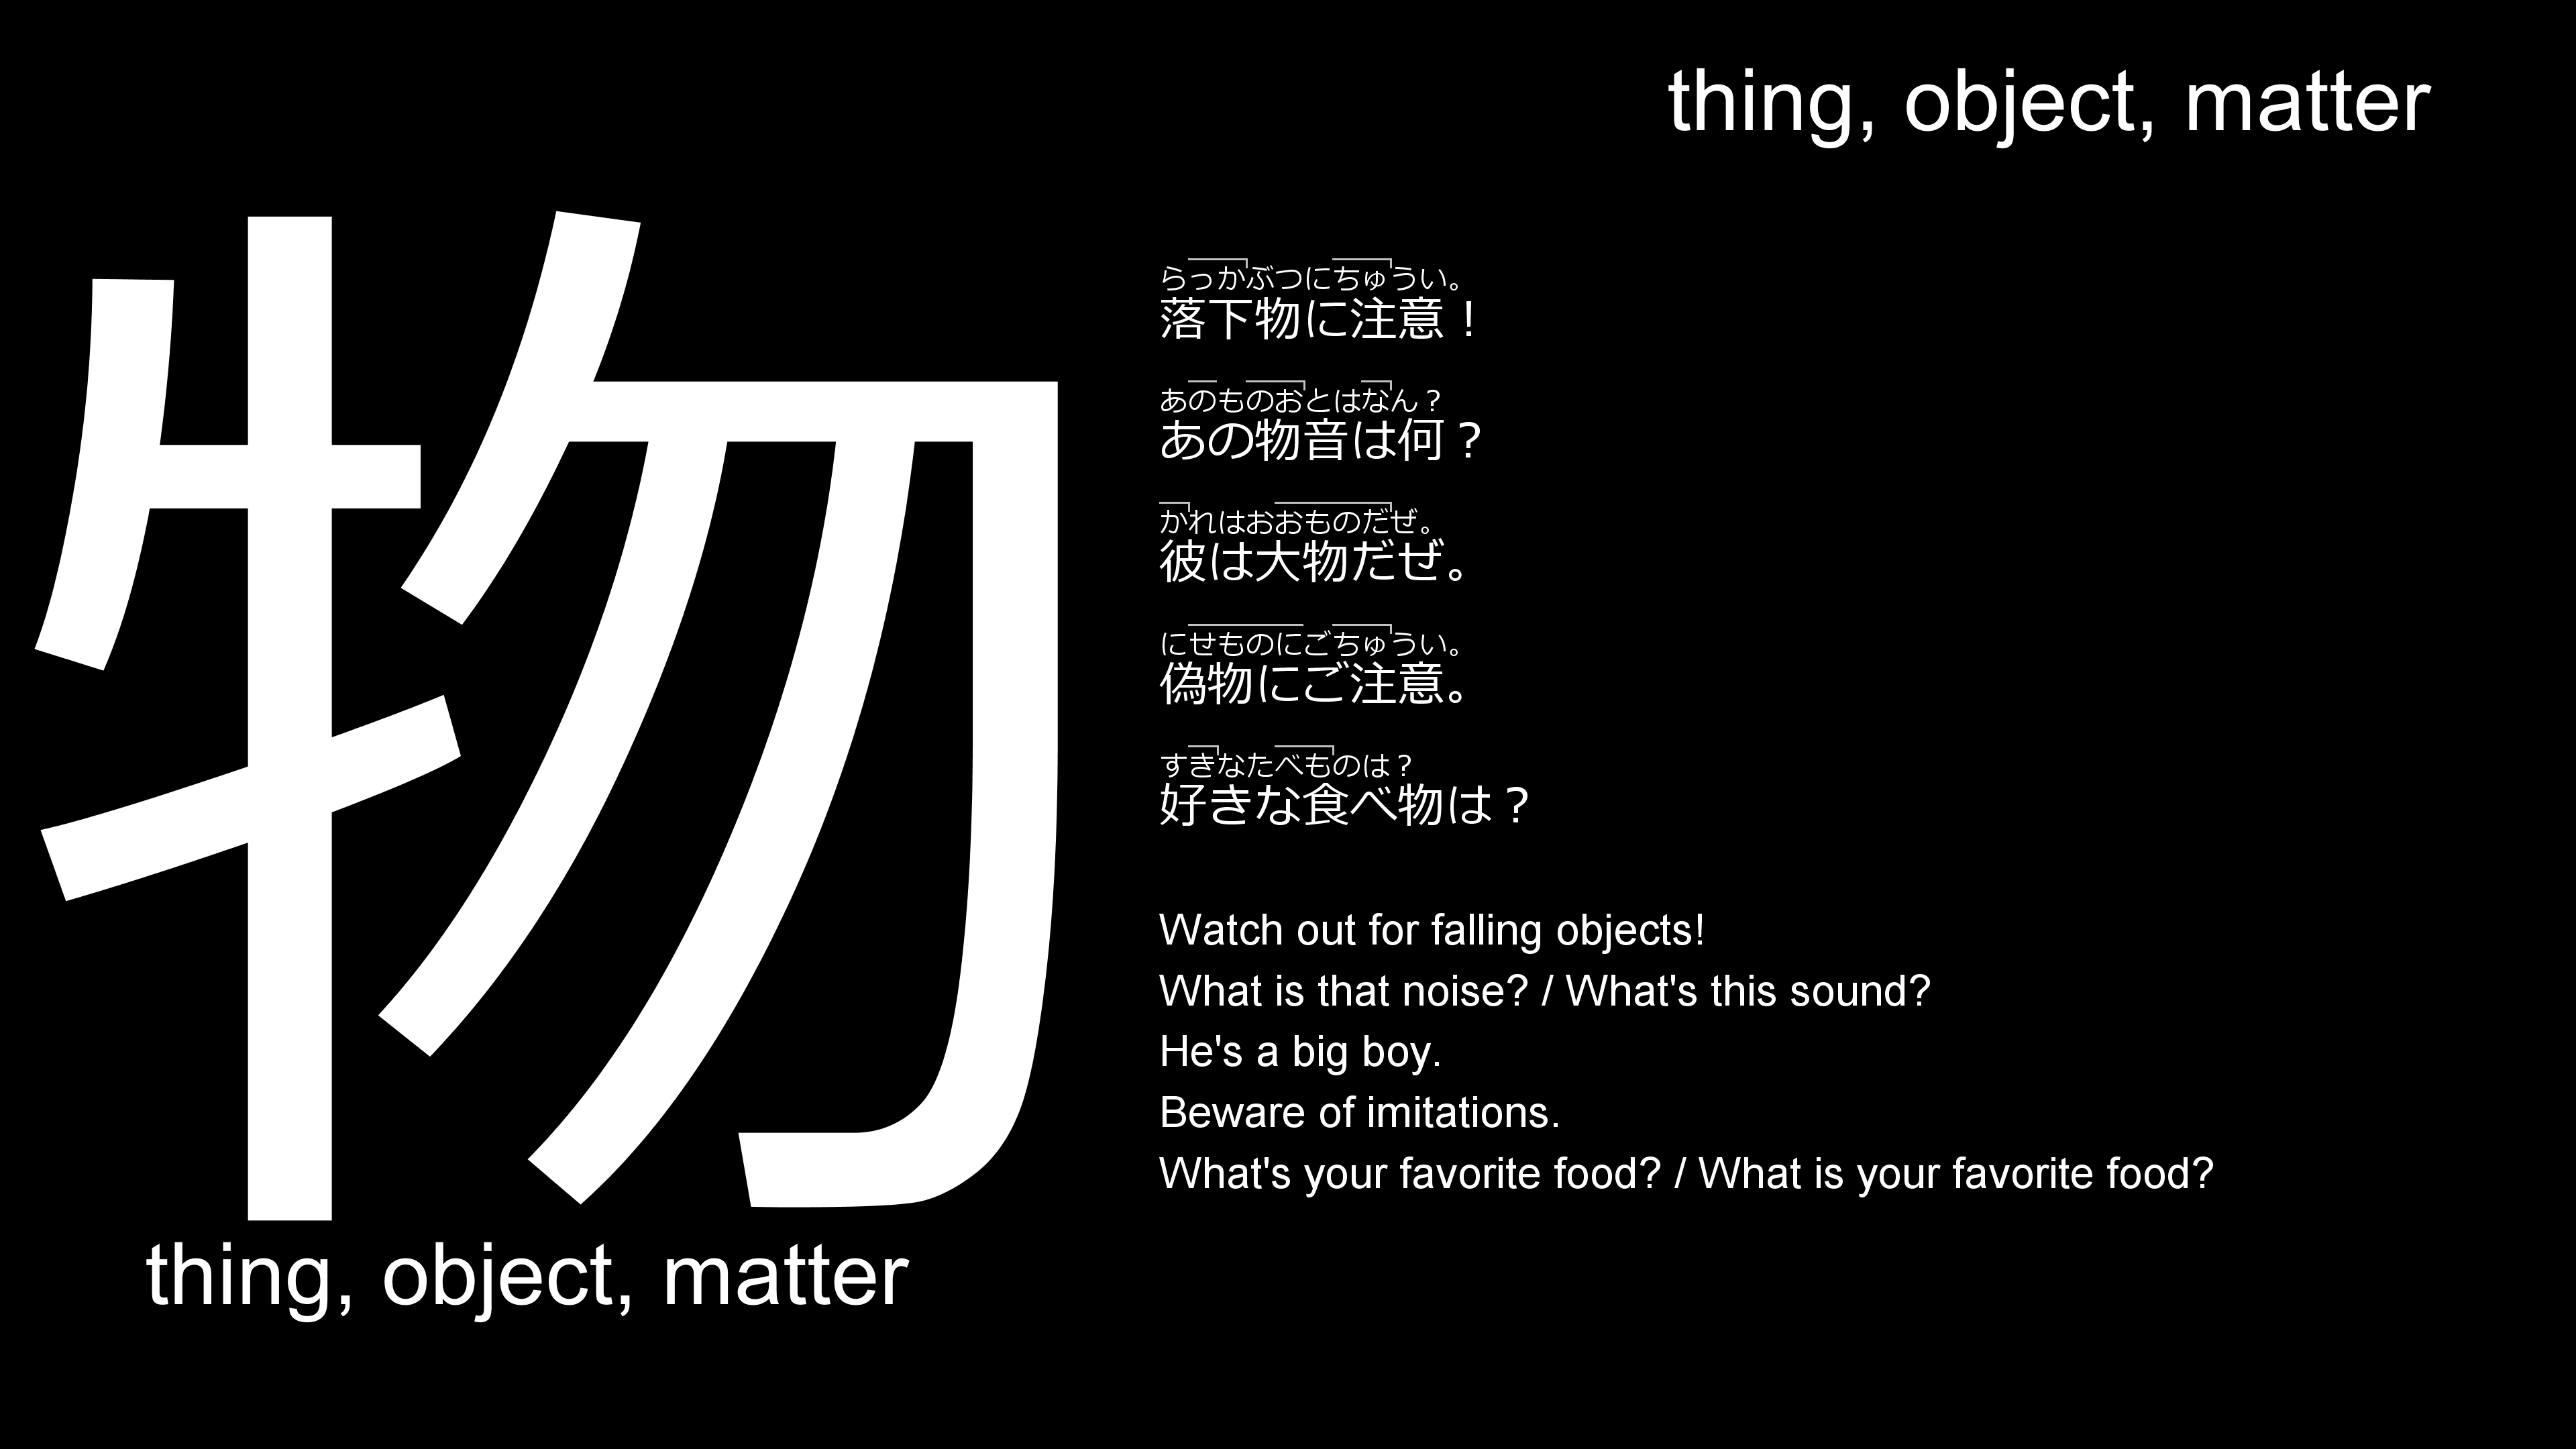 thing, object, matter
物
thing, object, matter
らっかぶつにちゅうい。
落下物に注意！
あのものおとはなん？
あの物音は何？
かれはおおものだぜ。
彼は大物だぜ。
にせものにごちゅうい。
偽物にご注意。
すきなたべものは？
好きな食べ物は？
Watch out for falling objects!
What is that noise? / What's this sound?
He's a big boy.
Beware of imitations.
What's your favorite food? / What is your favorite food?